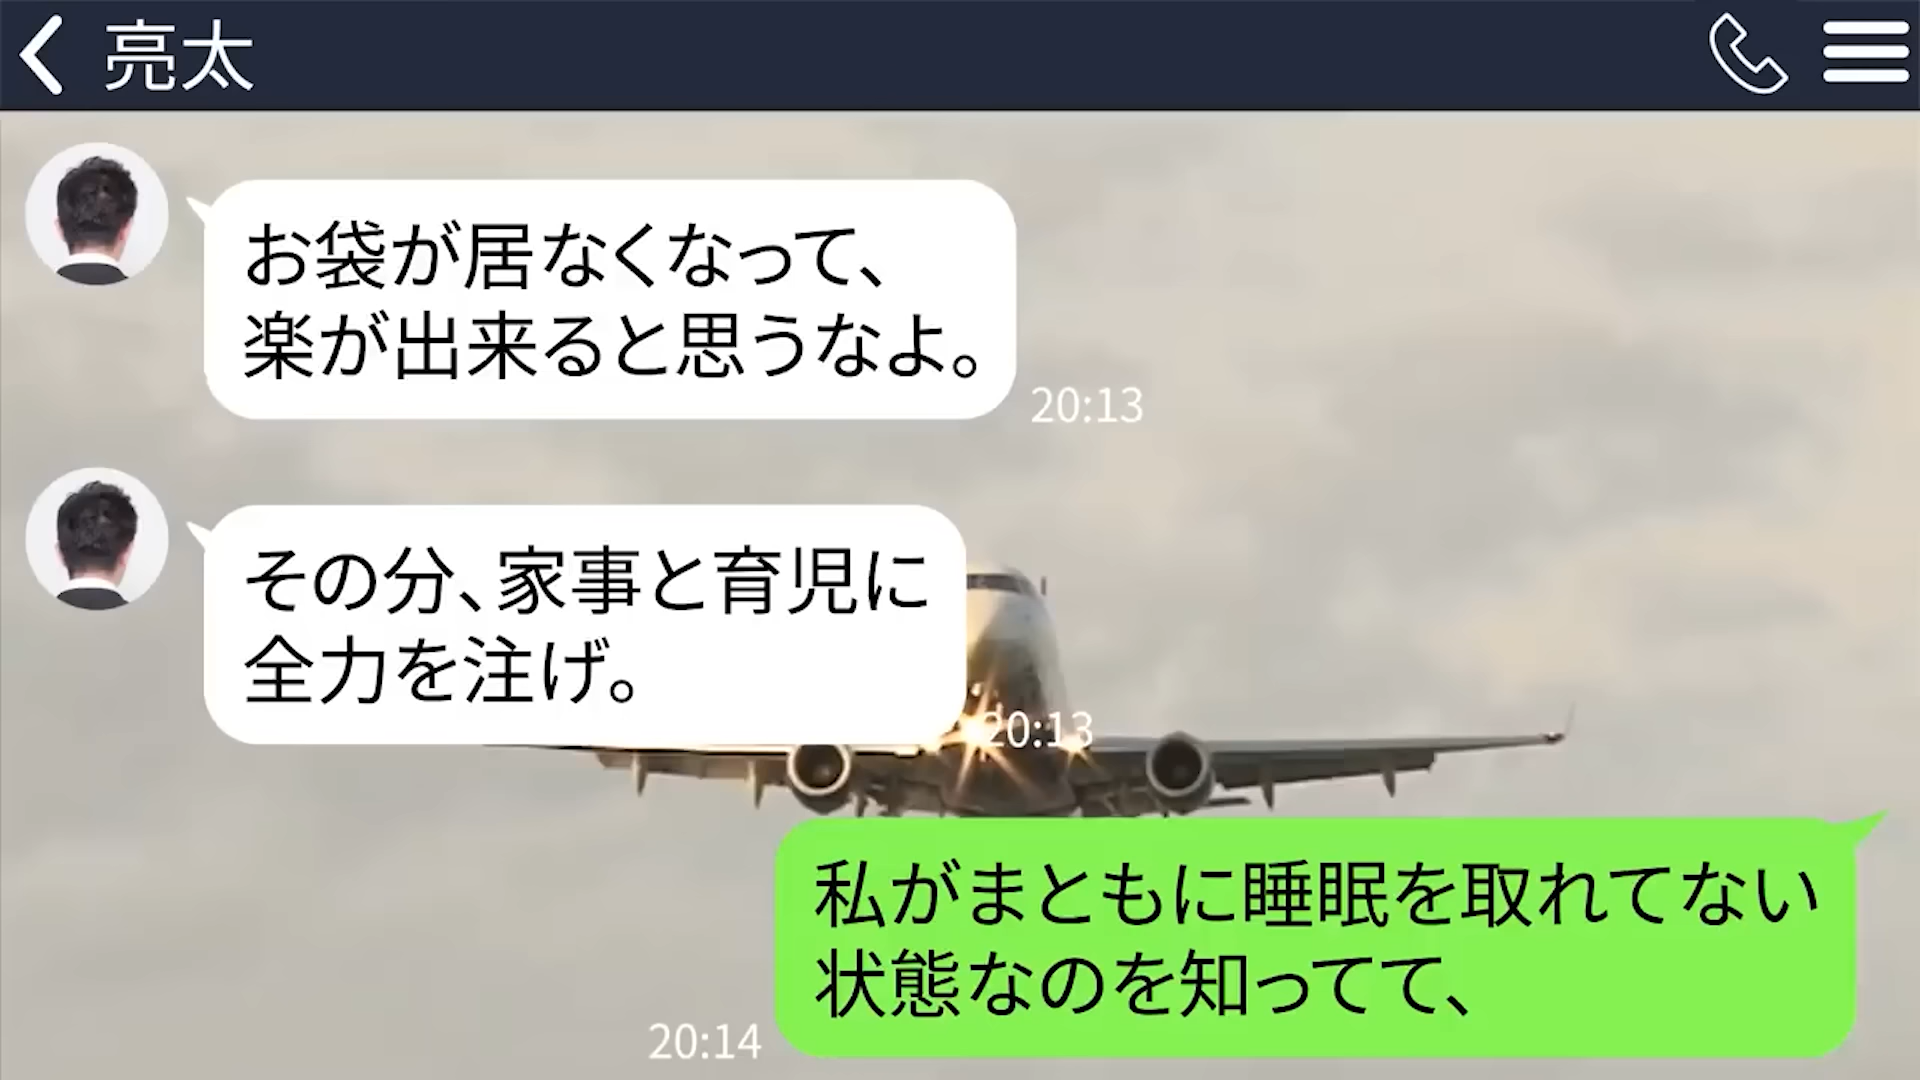 亮太
お袋が居なくなって、
楽が出来ると思うなよ。
20:13
その分、家事と育児に
全力を注げ。
20:13
私がまともに睡眠を取れてない
状態なのを知ってて、
20:14